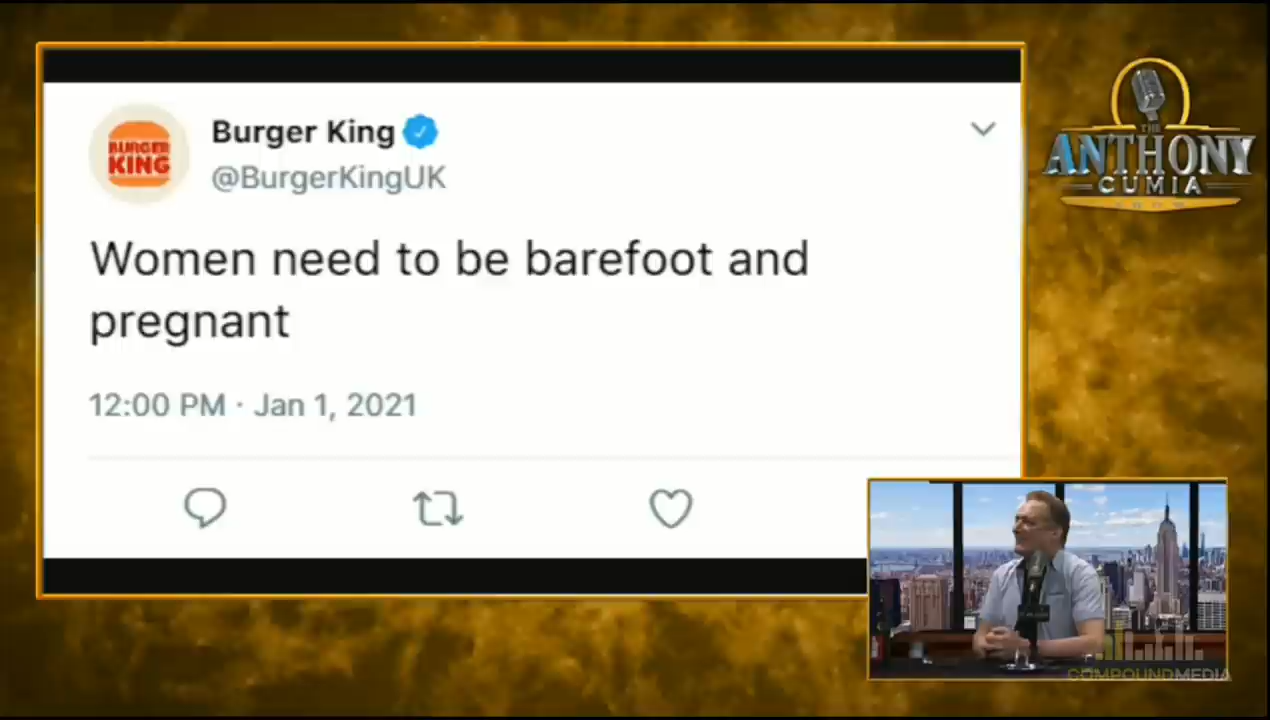 BURGER
KING
Burger King
@BurgerKingUK
Women need to be barefoot and
pregnant
12:00 PM · Jan 1, 2021
THE
ANTHONY
CUMIA
SHOW
COMPOUNDMEDIA